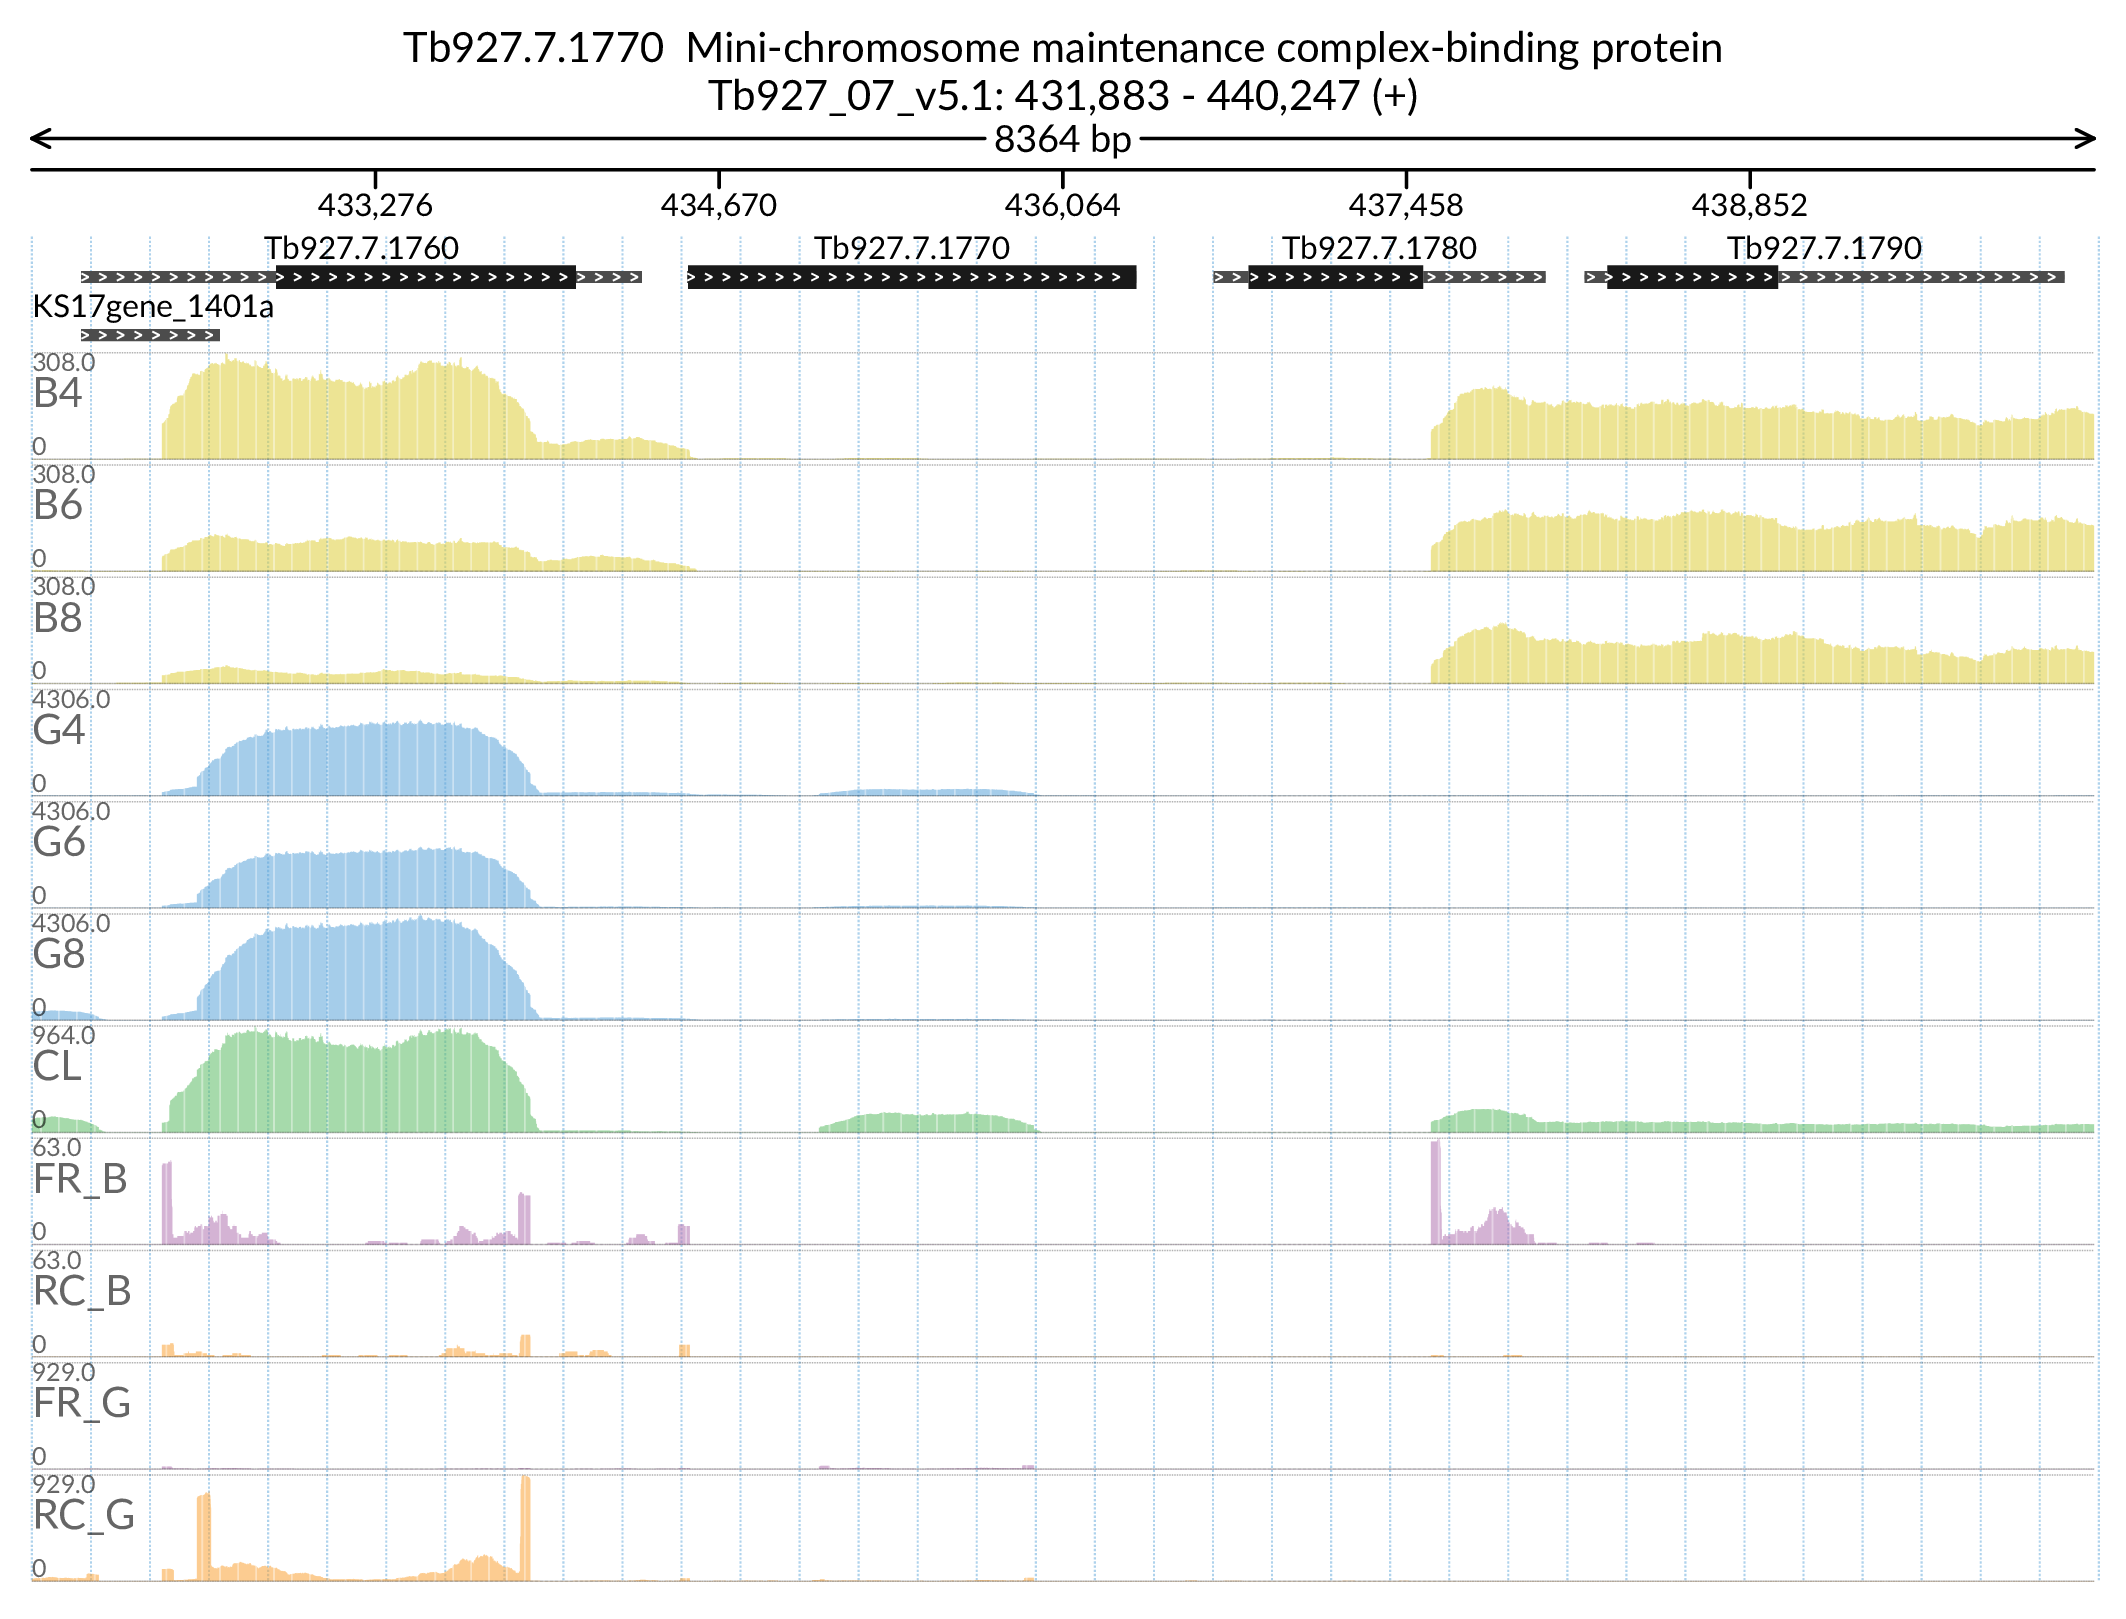 Tb927.7.1770 Mini-chromosome maintenance complex-binding protein
Tb927_07_v5.1: 431,883 - 440,247 (+)
8364 bp
433,276 434,670 436,064 437,458 438,852
Tb927.7.1760 Tb927.7.1770 Tb927.7.1780 Tb927.7.1790
KS17gene_1401a
308.0
B4
0
308.0
B6
0
308.0
B8
0
4306.0
G4
0
4306.0
G6
0
4306.0
G8
0
964.0
CL
0
63.0
FR_B
0
63.0
RC_B
0
929.0
FR_G
0
929.0
RC_G
0